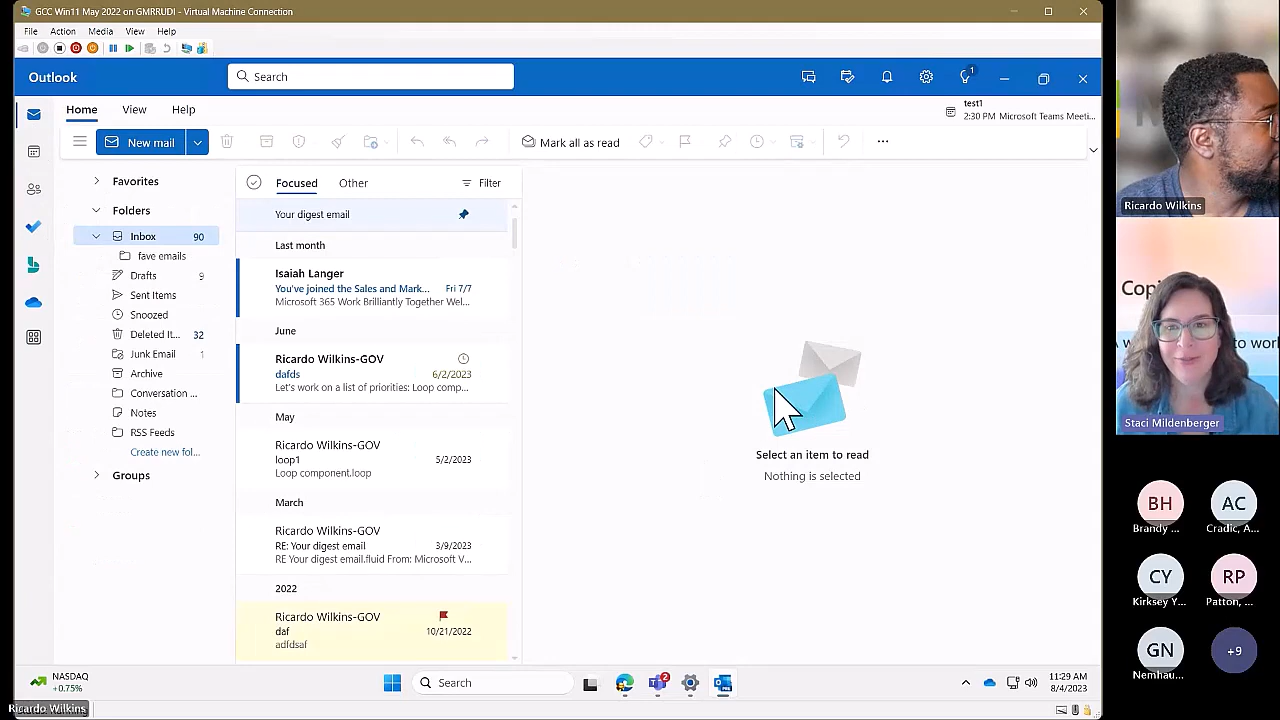 GCC Win11 May 2022 on GMRRUDI - Virtual Machine Connection
File Action Media View Help
Outlook
Search
1
Home View Help
test1
2:30 PM Microsoft Teams Meeti...
New mail
Mark all as read
Favorites
Folders
Inbox 90
fave emails
Drafts 9
Sent Items
Snoozed
Deleted It... 32
Junk Email 1
Archive
Conversation ...
Notes
RSS Feeds
Create new fol...
Groups
Focused Other Filter
Your digest email
Last month
Isaiah Langer
You've joined the Sales and Mark... Fri 7/7
Microsoft 365 Work Brilliantly Together Wel...
June
Ricardo Wilkins-GOV
dafds 6/2/2023
Let's work on a list of priorities: Loop comp...
May
Ricardo Wilkins-GOV
loop1 5/2/2023
Loop component.loop
March
Ricardo Wilkins-GOV
RE: Your digest email 3/9/2023
RE Your digest email.fluid From: Microsoft V...
2022
Ricardo Wilkins-GOV
daf 10/21/2022
adfdsaf
Select an item to read
Nothing is selected
NASDAQ
+0.75%
Search
2
11:29 AM
8/4/2023
Ricardo Wilkins
Ricardo Wilkins
Copi
to work
Staci Mildenberger
BH AC
Brandy ... Cradic, A...
CY RP
Kirksey Y... Patton, ...
GN +9
Nemhau...